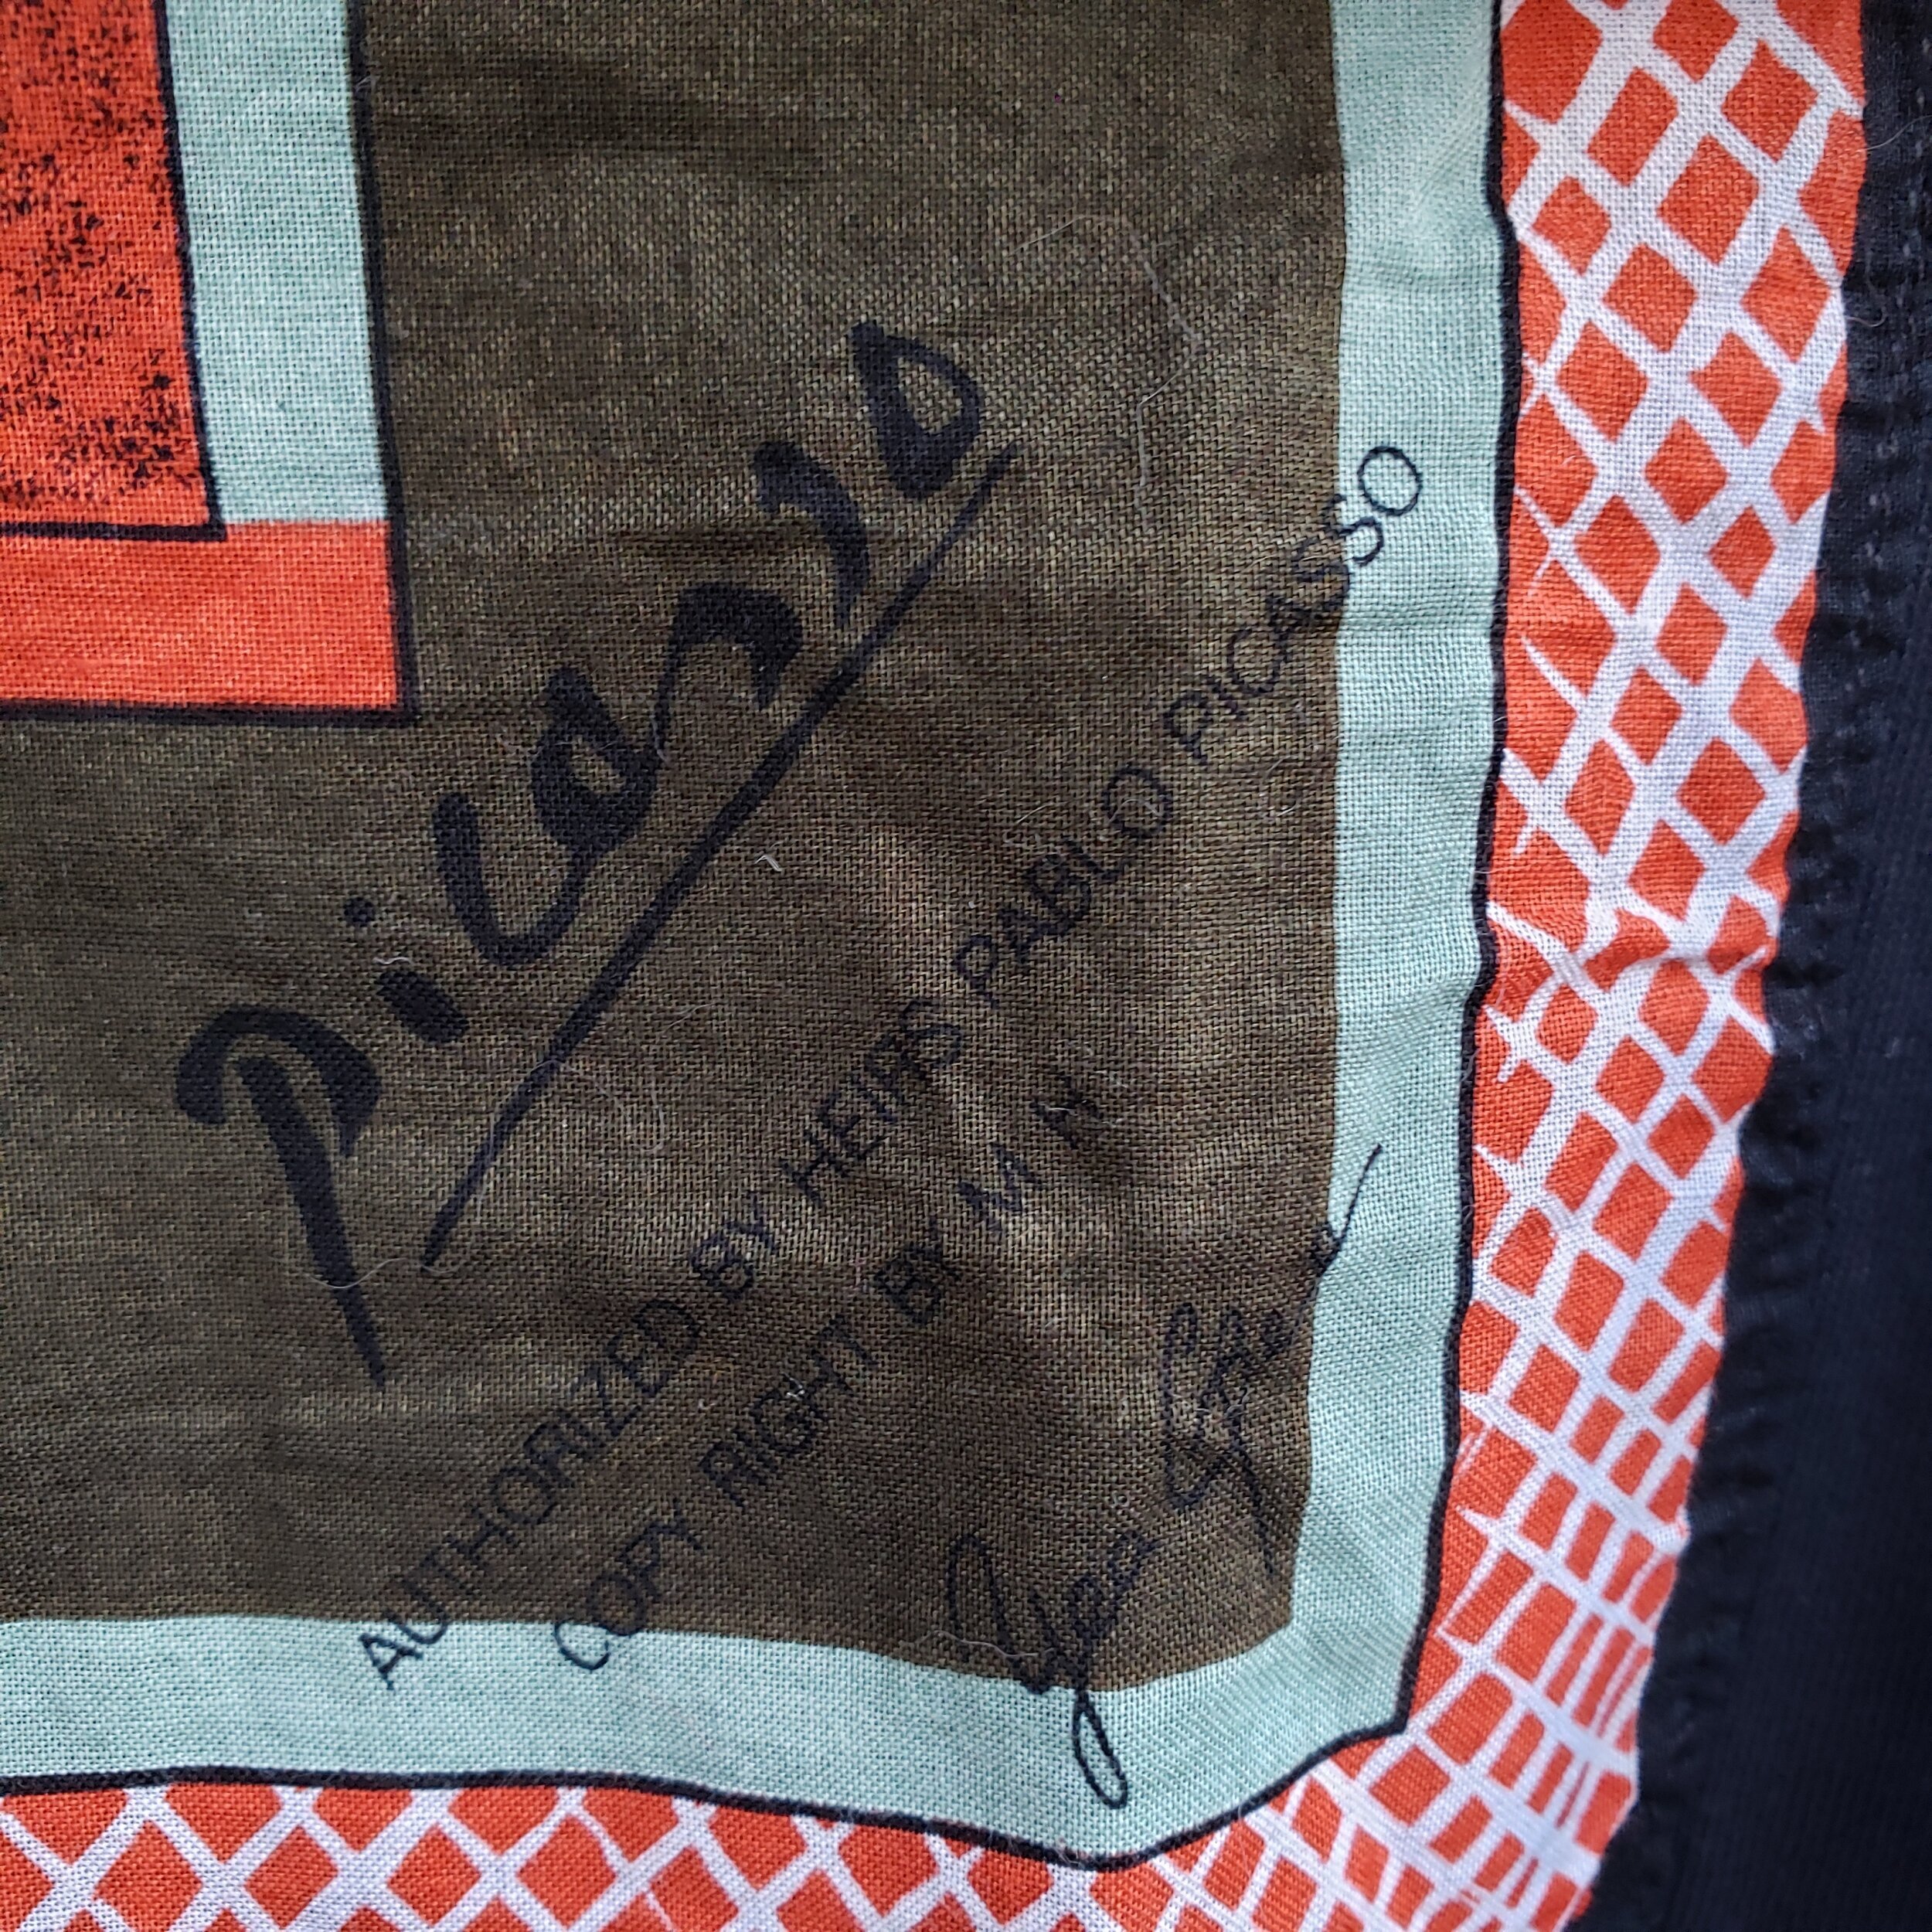 Picasso
AUTHORIZED BY HEIRS PABLO PICASSO
COPY RIGHT BY M H